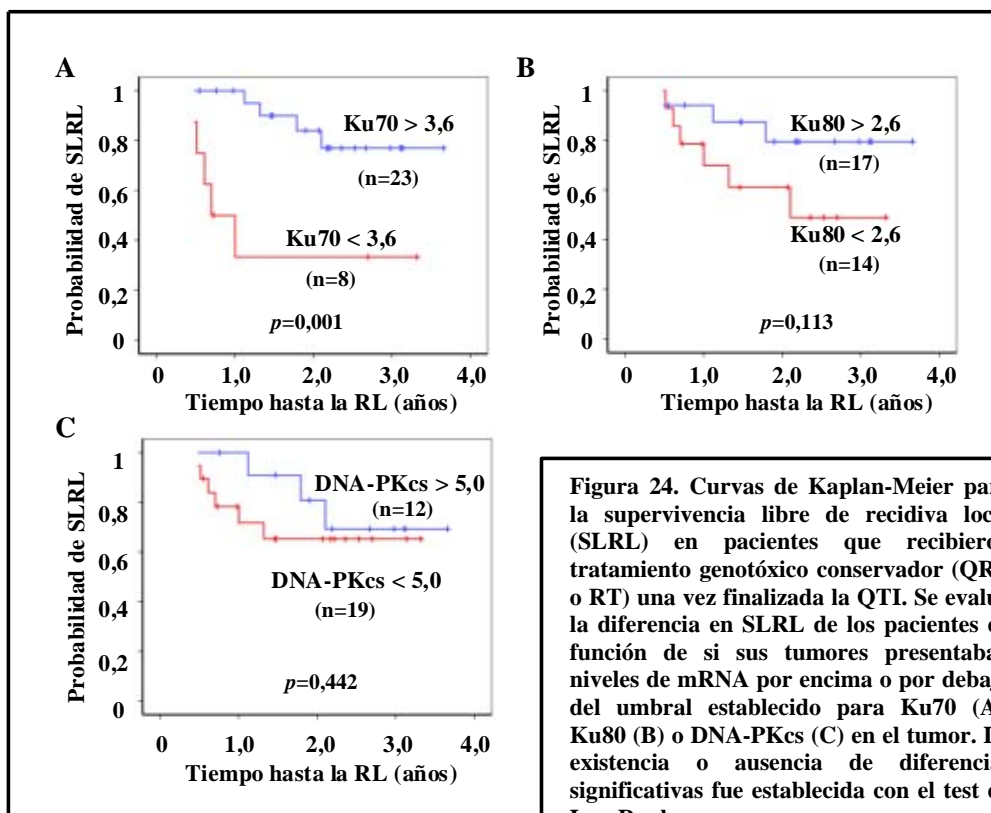 A
Probabilidad de SLRL
1
0,8
0,6
0,4
0,2
0
Ku70 > 3,6
(n=23)
Ku70 < 3,6
(n=8)
p=0,001
0 1,0 2,0 3,0 4,0
Tiempo hasta la RL (años)
B
Probabilidad de SLRL
1
0,8
0,6
0,4
0,2
0
Ku80 > 2,6
(n=17)
Ku80 < 2,6
(n=14)
p=0,113
0 1,0 2,0 3,0 4,0
Tiempo hasta la RL (años)
C
Probabilidad de SLRL
1
0,8
0,6
0,4
0,2
0
DNA-PKcs > 5,0
(n=12)
DNA-PKcs < 5,0
(n=19)
p=0,442
0 1,0 2,0 3,0 4,0
Tiempo hasta la RL (años)
Figura 24. Curvas de Kaplan-Meier par
la supervivencia libre de recidiva loc
(SLRL) en pacientes que recibiero
tratamiento genotóxico conservador (QR
o RT) una vez finalizada la QTI. Se evalu
la diferencia en SLRL de los pacientes
función de si sus tumores presentaba
niveles de mRNA por encima o por debaj
del umbral establecido para Ku70 (A
Ku80 (B) o DNA-PKcs (C) en el tumor.
existencia o ausencia de diferencia
significativas fue establecida con el test